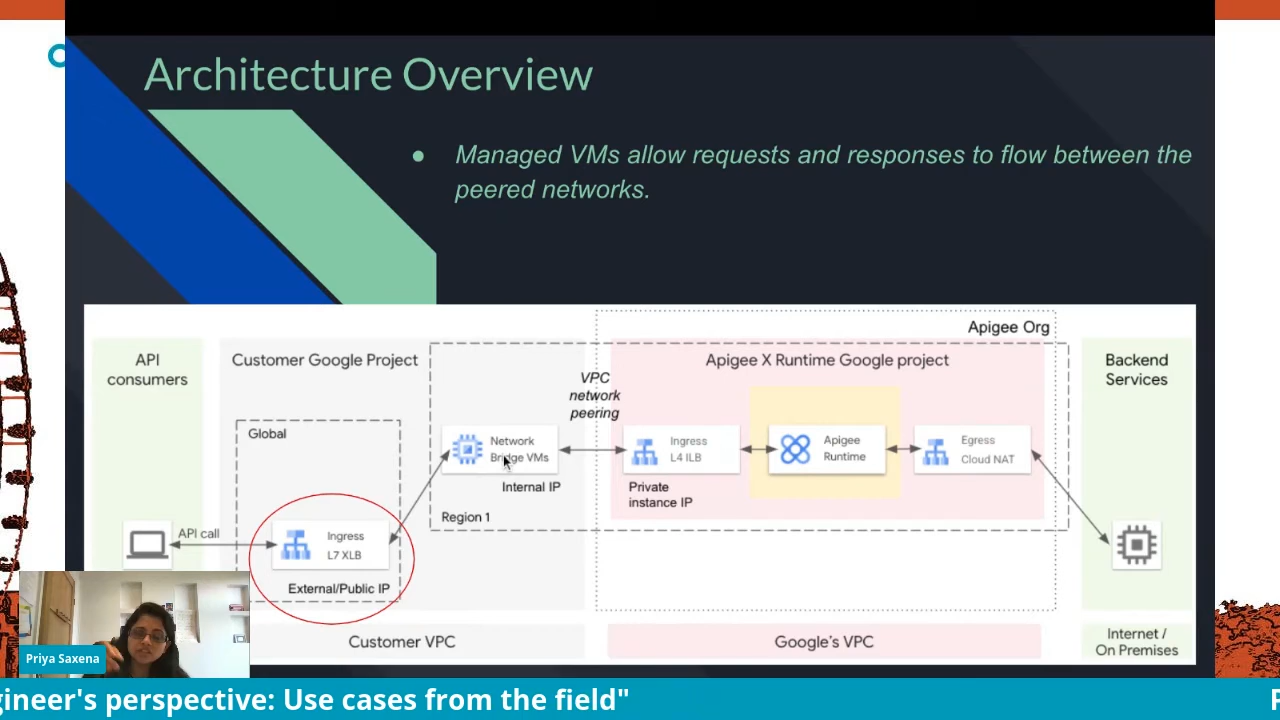 Architecture Overview
● Managed VMs allow requests and responses to flow between the
peered networks.
Apigee Org
API
consumers
Customer Google Project
VPC
network
peering
Apigee X Runtime Google project
Backend
Services
Global
Network
Bridge VMs
Internal IP
Region 1
Ingress
L4 ILB
Private
instance IP
Apigee
Runtime
Egress
Cloud NAT
API call
Ingress
L7 XLB
External/Public IP
Customer VPC
Google's VPC
Internet /
On Premises
Priya Saxena
gineer's perspective: Use cases from the field" P